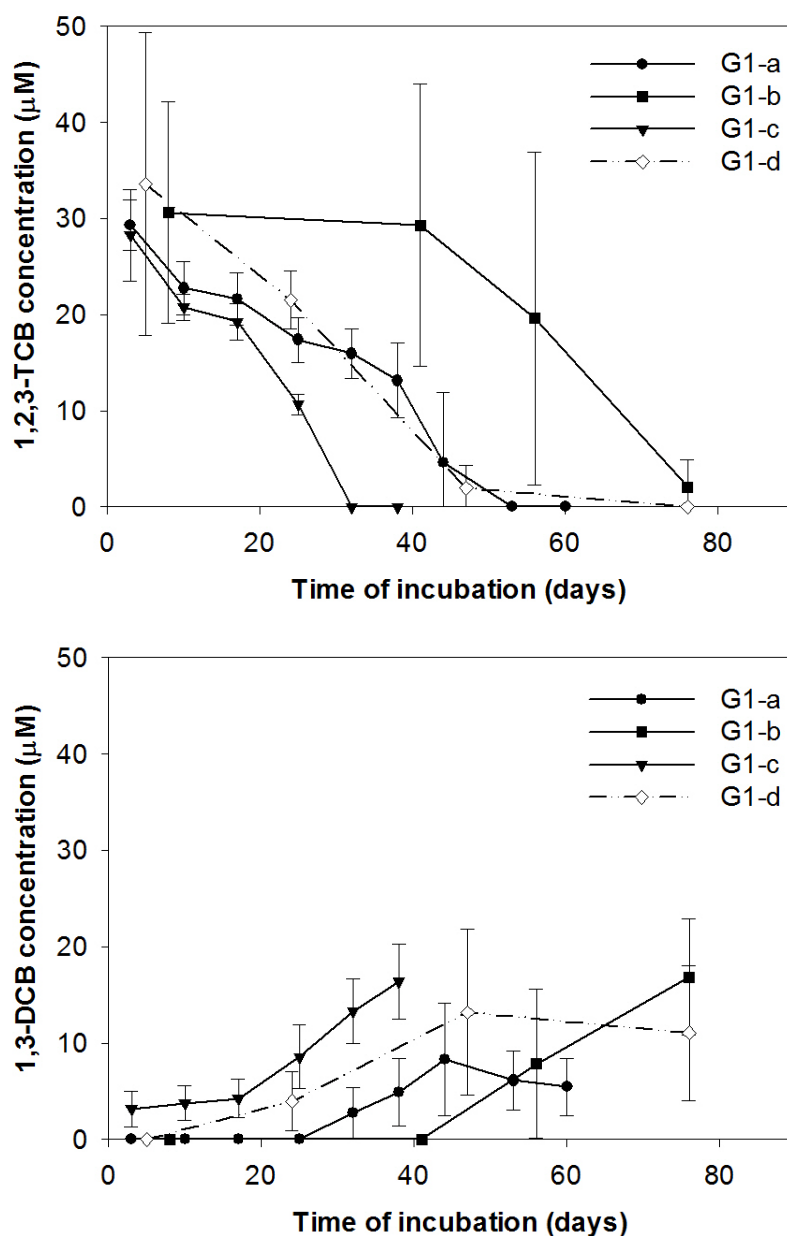 50
40
30
20
10
0
1,2,3-TCB concentration (μM)
G1-a
G1-b
G1-c
G1-d
0 20 40 60 80
Time of incubation (days)
50
40
30
20
10
0
1,3-DCB concentration (μM)
G1-a
G1-b
G1-c
G1-d
0 20 40 60 80
Time of incubation (days)